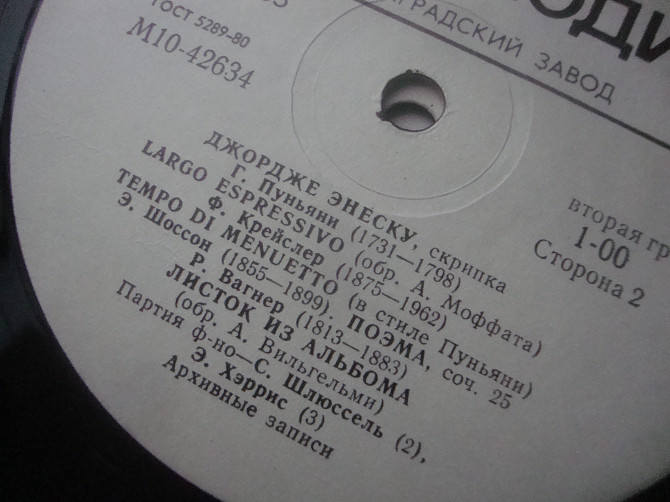 ГОСТ 5289-80
М10-42634
ЗАВОД
вторая
1-00
Сторона 2
ДЖОРДЖЕ ЭНЕСКУ, скрипка
Г. Пуньяни (1731—1798)
LARGO ESPRESSIVO (обр. А. Моффата)
Ф. Крейслер (1875—1962)
TEMPO DI MENUETTO (в стиле Пуньяни)
Э. Шоссон (1855—1899). ПОЭМА, соч. 25
Р. Вагнер (1813—1883)
ЛИСТОК ИЗ АЛЬБОМА
(обр. А. Вильгельми)
Партия ф-но—С. Шлюссель (2),
Э. Хэррис (3)
Архивные записи